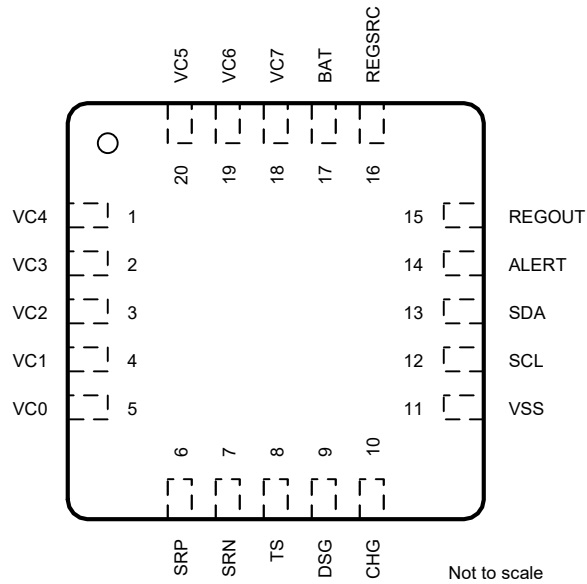 VC5 VC6 VC7 BAT REGSRC
20 19 18 17 16
VC4 1 15 REGOUT
VC3 2 14 ALERT
VC2 3 13 SDA
VC1 4 12 SCL
VC0 5 11 VSS
6 7 8 9 10
SRP SRN TS DSG CHG
Not to scale